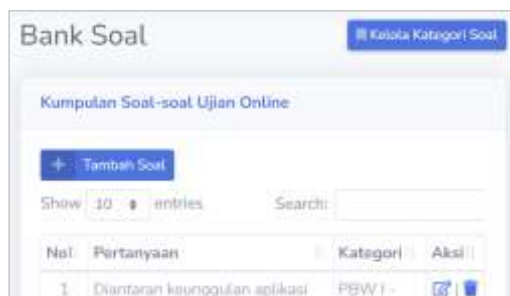 Bank Soal
Kelola Kategori Soal
Kumpulan Soal-soal Ujian Online
+ Tambah Soal
Show 10 entries Search:
No Pertanyaan Kategori Aksi
1 Diantaran keunggulan aplikasi PBW 1 -